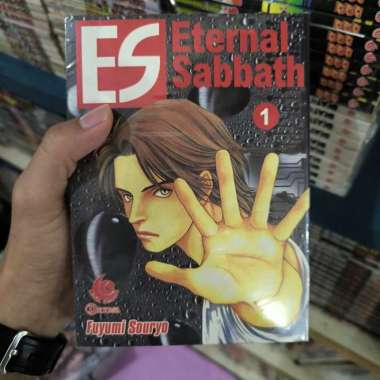 ES
Eternal
Sabbath
1
Fuyumi Souryo